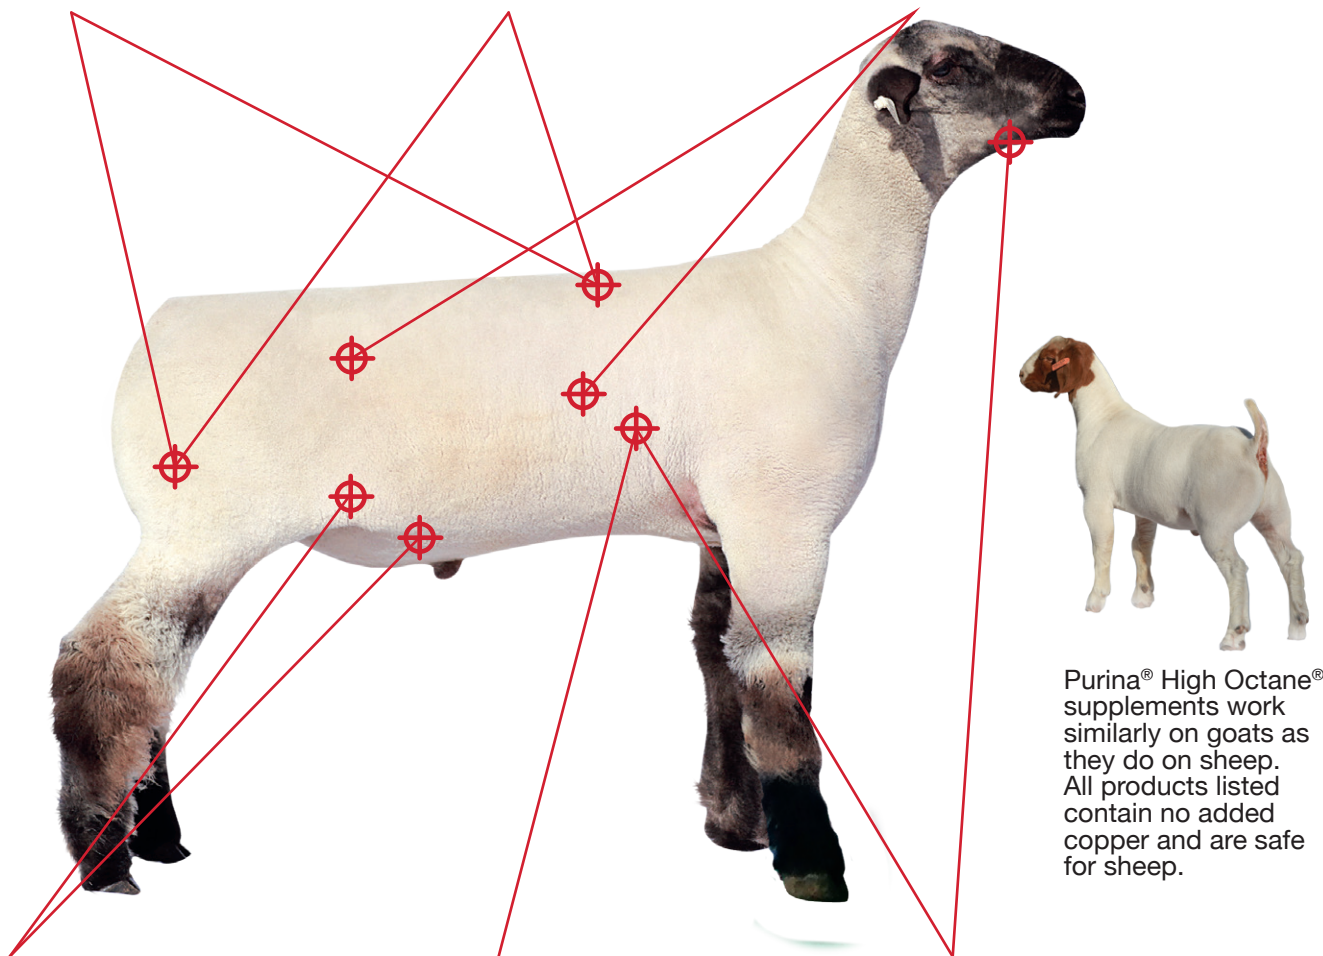 Purina® High Octane®
supplements work
similarly on goats as
they do on sheep.
All products listed
contain no added
copper and are safe
for sheep.